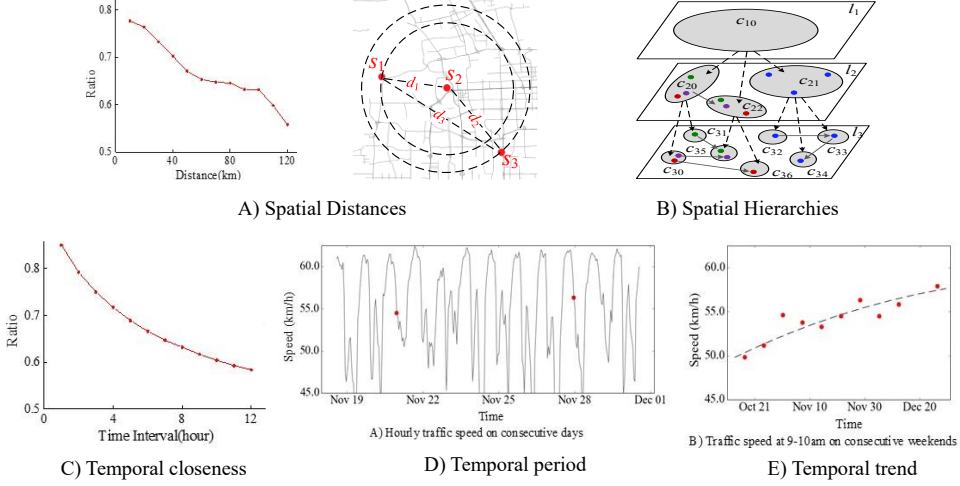 0.8
0.7
0.6
0.5
Ratio
0 40 80 120
Distance(km)
S1
S2
S3
d1
d2
d3
A) Spatial Distances
c10
l1
c20
c21
c22
l2
c31
c35
c30
c32
c33
c36
c34
l3
B) Spatial Hierarchies
0.8
0.7
0.6
0.5
Ratio
0 4 8 12
Time Interval(hour)
C) Temporal closeness
60.0
55.0
50.0
45.0
Speed (km/h)
Nov 19 Nov 22 Nov 25 Nov 28 Dec 01
Time
A) Hourly traffic speed on consecutive days
D) Temporal period
60.0
55.0
50.0
45.0
Speed (km/h)
Oct 21 Nov 10 Nov 30 Dec 20
Time
B) Traffic speed at 9-10am on consecutive weekends
E) Temporal trend